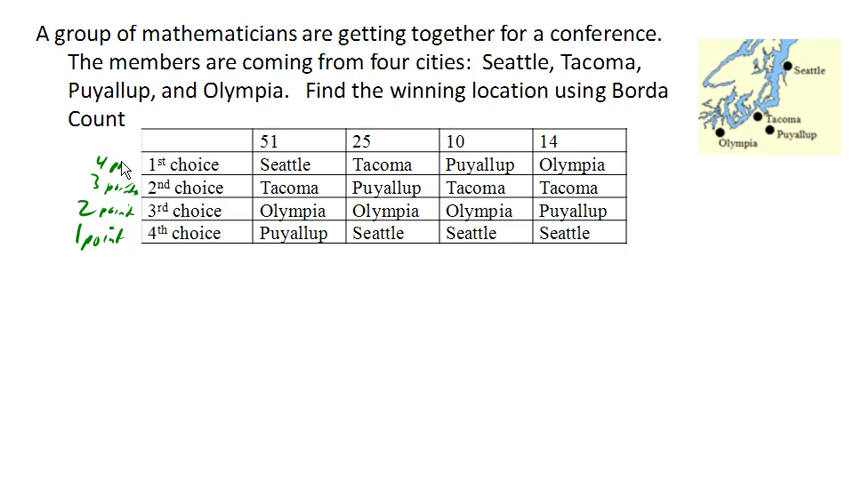 A group of mathematicians are getting together for a conference.
The members are coming from four cities: Seattle, Tacoma,
Puyallup, and Olympia. Find the winning location using Borda
Count
51 25 10 14
4 1st choice Seattle Tacoma Puyallup Olympia
3 points 2nd choice Tacoma Puyallup Tacoma Tacoma
2 point 3rd choice Olympia Olympia Olympia Puyallup
1 point 4th choice Puyallup Seattle Seattle Seattle
Seattle
Tacoma
Puyallup
Olympia